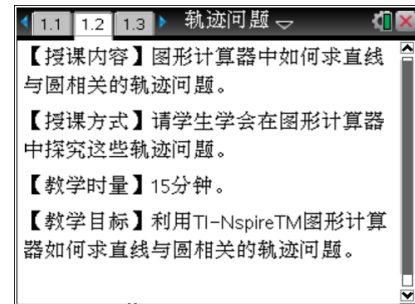 1.1 1.2 1.3 轨迹问题
【授课内容】图形计算器中如何求直线
与圆相关的轨迹问题。
【授课方式】请学生学会在图形计算器
中探究这些轨迹问题。
【教学时量】15分钟。
【教学目标】利用TI-NspireTM图形计算
器如何求直线与圆相关的轨迹问题。